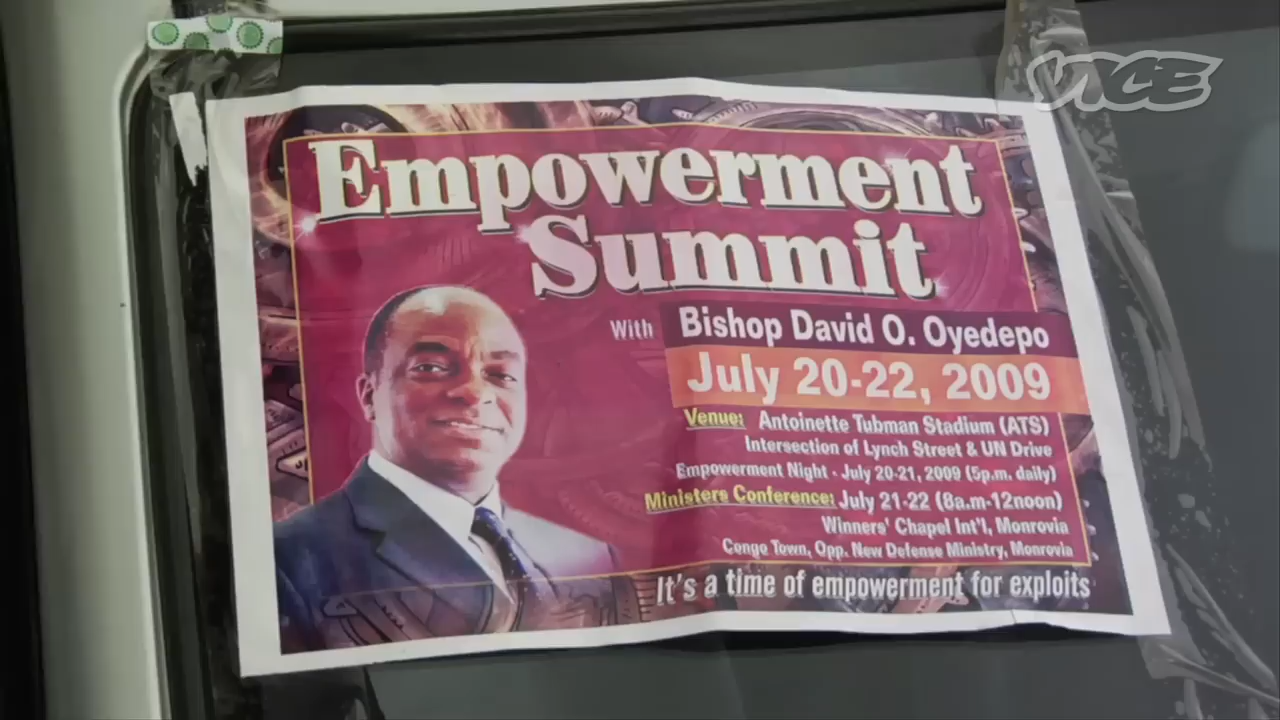 VICE
Empowerment
Summit
With Bishop David O. Oyedepo
July 20-22, 2009
Venue: Antoinette Tubman Stadium (ATS)
Intersection of Lynch Street & UN Drive
Empowerment Night - July 20-21, 2009 (5p.m. daily)
Ministers Conference: July 21-22 (8a.m-12noon)
Winners' Chapel Int'l, Monrovia
Congo Town, Opp. New Defense Ministry, Monrovia
It's a time of empowerment for exploits